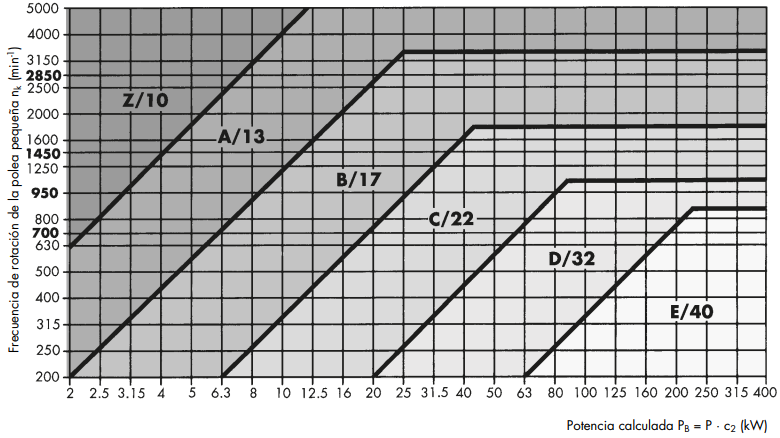 5000
4000
3150
2850
2500
2000
1600
1450
1250
950
800
700
630
500
400
315
250
200
Frecuencia de rotación de la polea pequeña nk (min-1)
Z/10
A/13
B/17
C/22
D/32
E/40
2 2.5 3.15 4 5 6.3 8 10 12.5 16 20 25 31.5 40 50 63 80 100 125 160 200 250 315 400
Potencia calculada PB = P · c2 (kW)